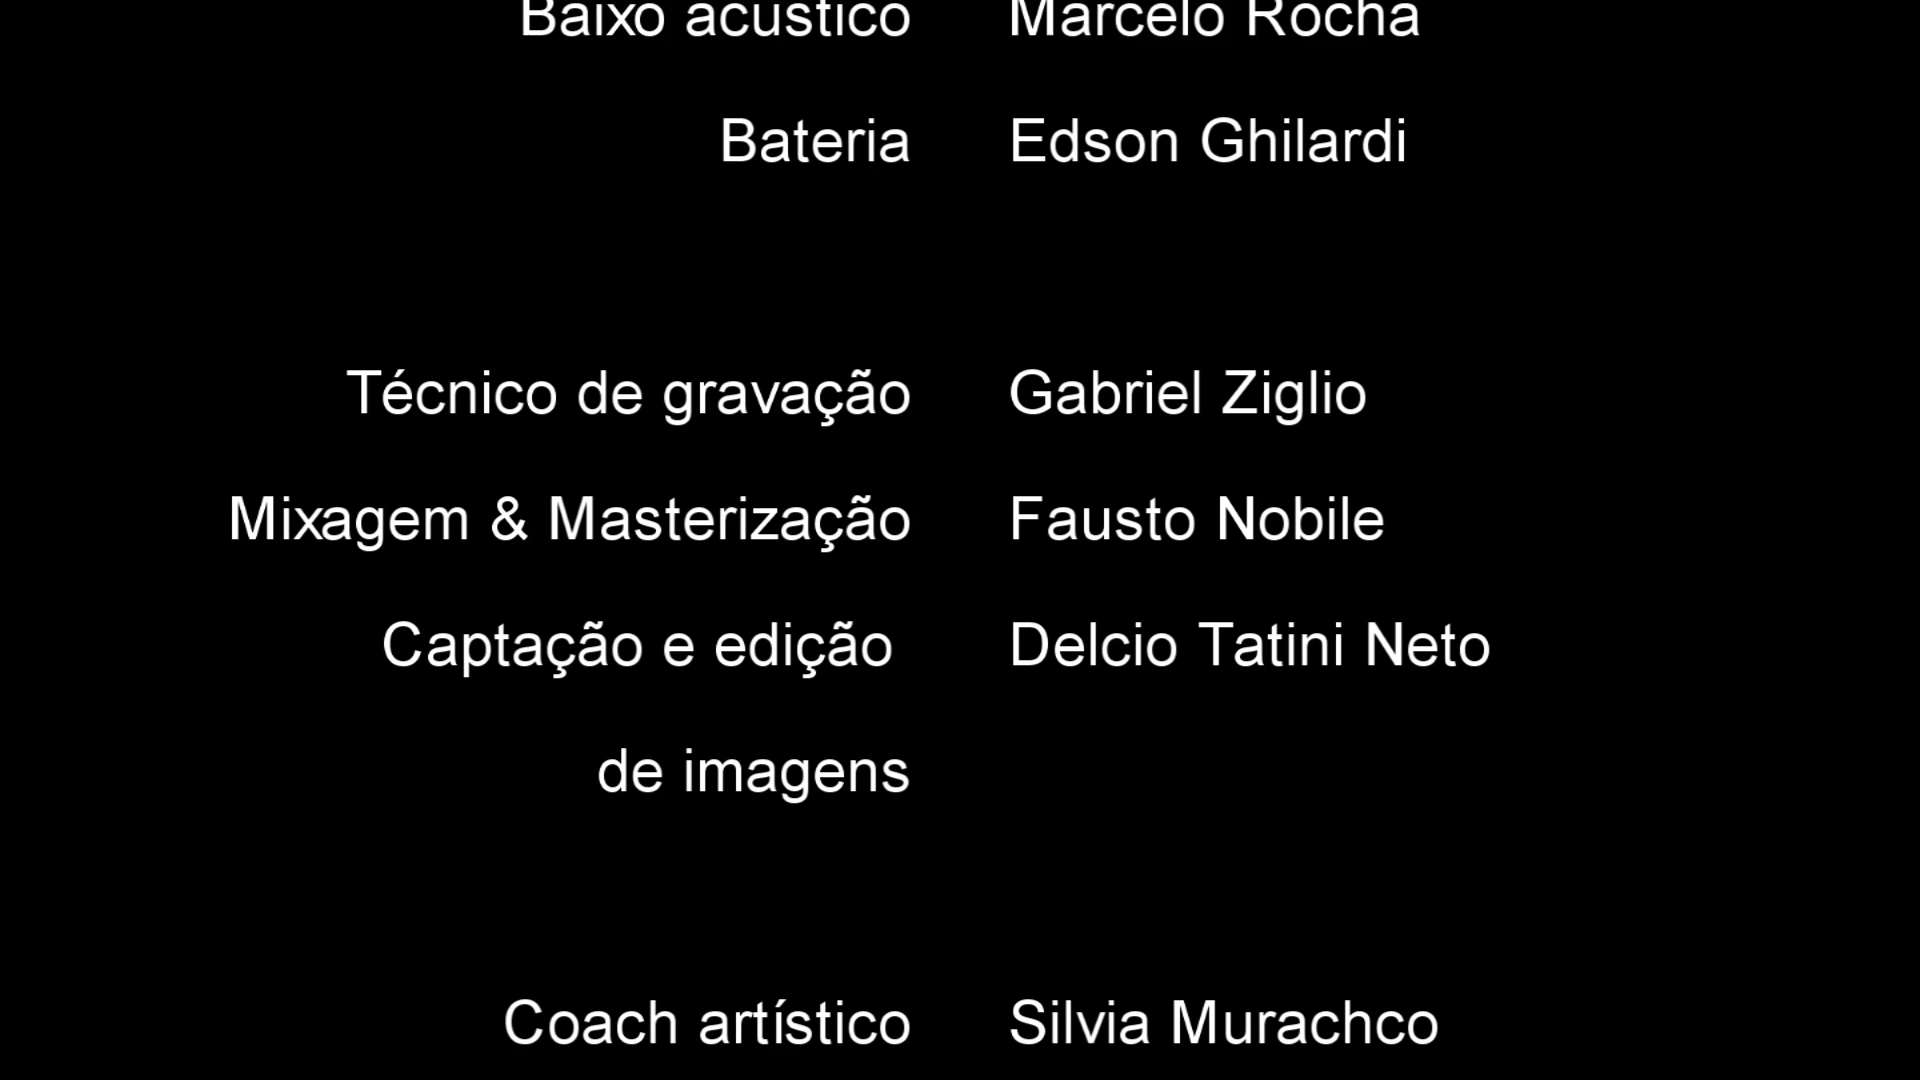 Baixo acústico Marcelo Rocha
Bateria Edson Ghilardi
Técnico de gravação Gabriel Ziglio
Mixagem & Masterização Fausto Nobile
Captação e edição Delcio Tatini Neto
de imagens
Coach artístico Silvia Murachco